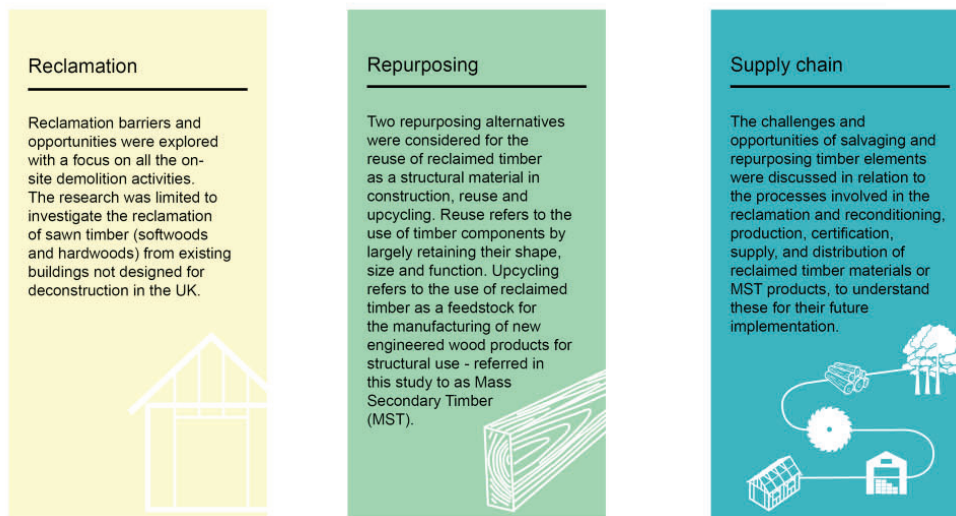 Reclamation
Reclamation barriers and
opportunities were explored
with a focus on all the on-
site demolition activities.
The research was limited to
investigate the reclamation
of sawn timber (softwoods
and hardwoods) from existing
buildings not designed for
deconstruction in the UK.
Repurposing
Two repurposing alternatives
were considered for the
reuse of reclaimed timber
as a structural material in
construction, reuse and
upcycling. Reuse refers to the
use of timber components by
largely retaining their shape,
size and function. Upcycling
refers to the use of reclaimed
timber as a feedstock for
the manufacturing of new
engineered wood products for
structural use - referred in
this study to as Mass
Secondary Timber
(MST).
Supply chain
The challenges and
opportunities of salvaging and
repurposing timber elements
were discussed in relation to
the processes involved in the
reclamation and reconditioning,
production, certification,
supply, and distribution of
reclaimed timber materials or
MST products, to understand
these for their future
implementation.